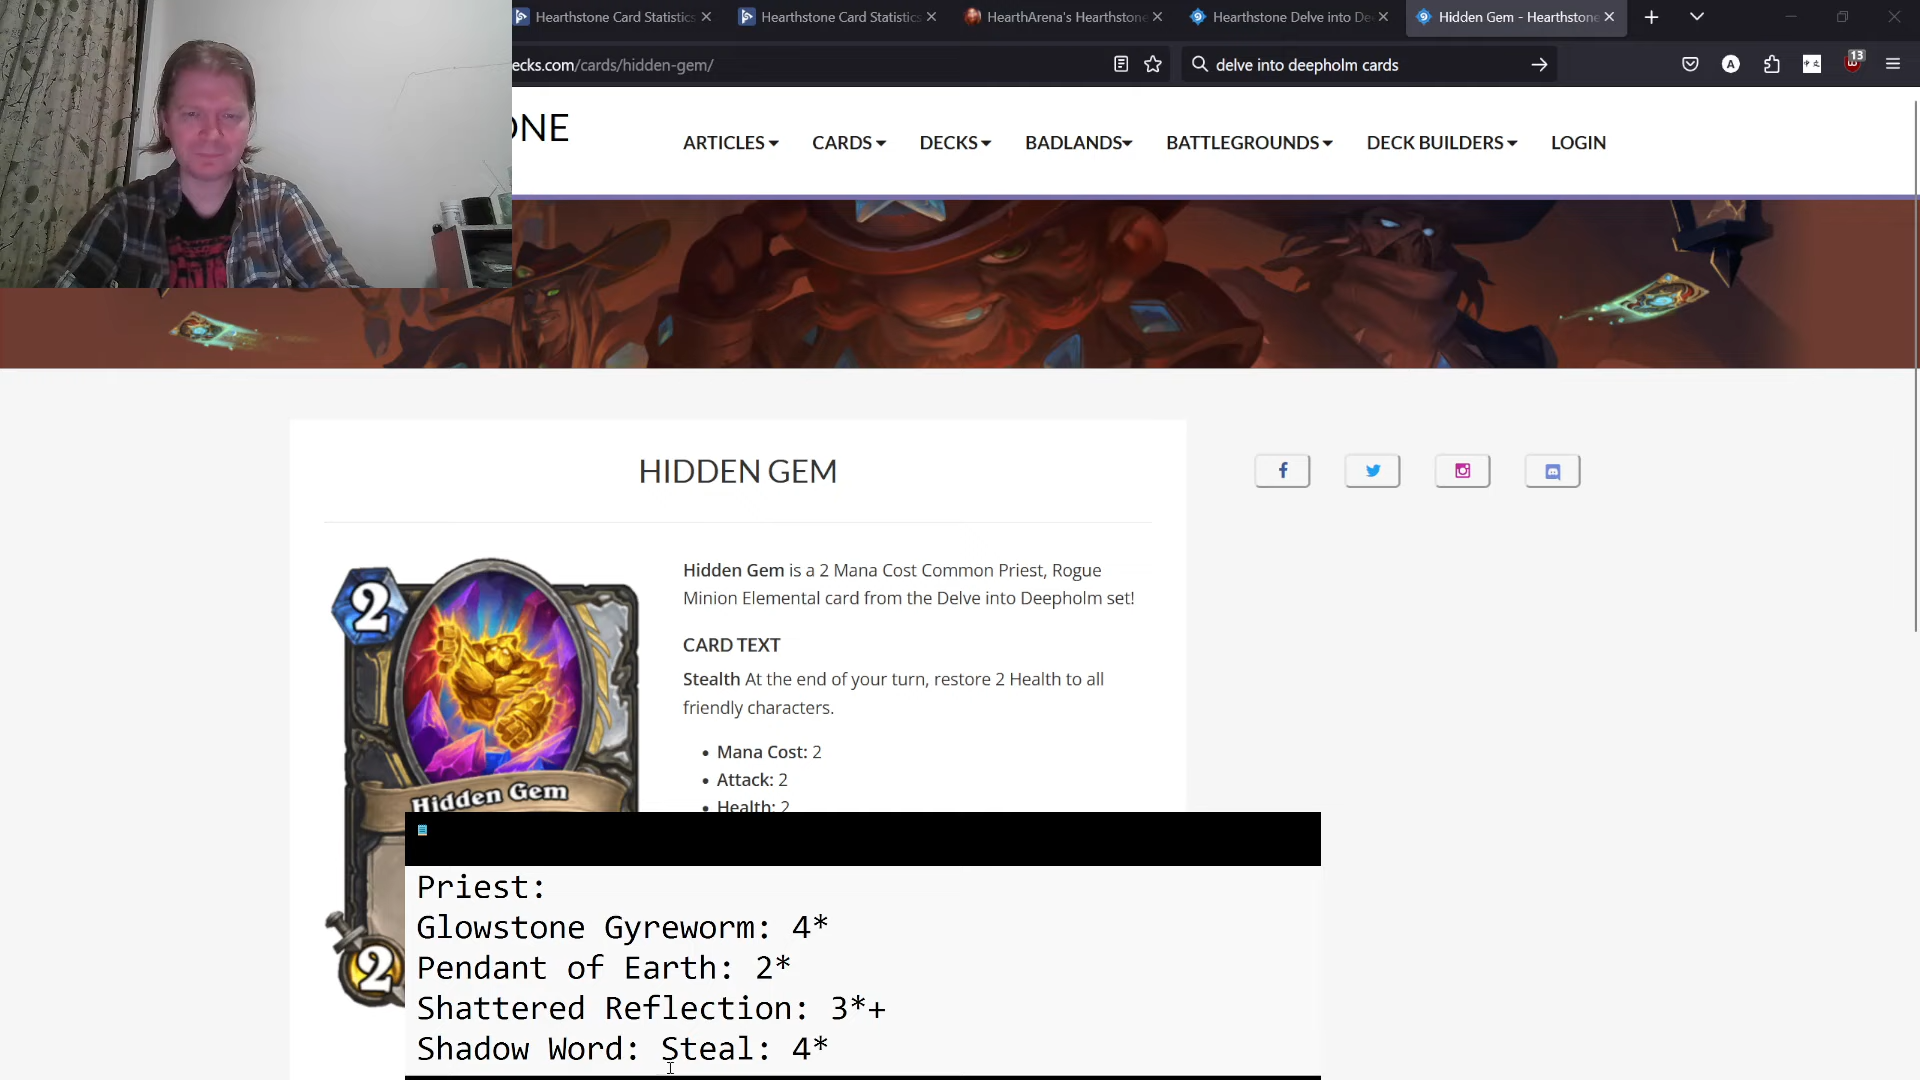 Hearthstone Card Statistics
Hearthstone Card Statistics
HearthArena's Hearthstone
Hearthstone Delve into De
Hidden Gem - Hearthstone
ecks.com/cards/hidden-gem/
delve into deepholm cards
13
ONE
ARTICLES
CARDS
DECKS
BADLANDS
BATTLEGROUNDS
DECK BUILDERS
LOGIN
HIDDEN GEM
2
Hidden Gem
2
Hidden Gem is a 2 Mana Cost Common Priest, Rogue
Minion Elemental card from the Delve into Deepholm set!
CARD TEXT
Stealth At the end of your turn, restore 2 Health to all
friendly characters.
• Mana Cost: 2
• Attack: 2
• Health: 2
Priest:
Glowstone Gyreworm: 4*
Pendant of Earth: 2*
Shattered Reflection: 3*+
Shadow Word: Steal: 4*